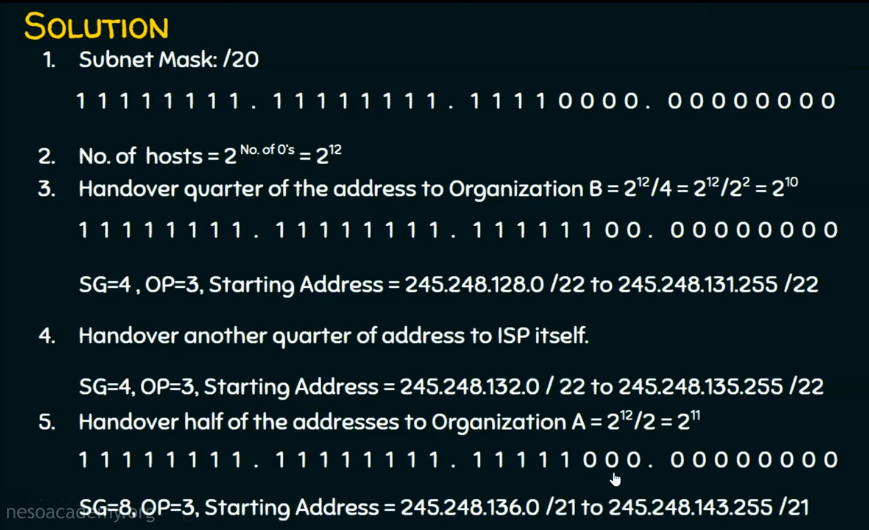 SOLUTION
1. Subnet Mask: /20
1 1 1 1 1 1 1 1 . 1 1 1 1 1 1 1 1 . 1 1 1 1 0 0 0 0 . 0 0 0 0 0 0 0 0
2. No. of hosts = 2^No. of 0's = 2^12
3. Handover quarter of the address to Organization B = 2^12/4 = 2^12/2^2 = 2^10
1 1 1 1 1 1 1 1 . 1 1 1 1 1 1 1 1 . 1 1 1 1 1 1 0 0 . 0 0 0 0 0 0 0 0
SG=4 , OP=3, Starting Address = 245.248.128.0 /22 to 245.248.131.255 /22
4. Handover another quarter of address to ISP itself.
SG=4, OP=3, Starting Address = 245.248.132.0 / 22 to 245.248.135.255 /22
5. Handover half of the addresses to Organization A = 2^12/2 = 2^11
1 1 1 1 1 1 1 1 . 1 1 1 1 1 1 1 1 . 1 1 1 1 1 0 0 0 . 0 0 0 0 0 0 0 0
SG=8, OP=3, Starting Address = 245.248.136.0 /21 to 245.248.143.255 /21
nesoacademy.org